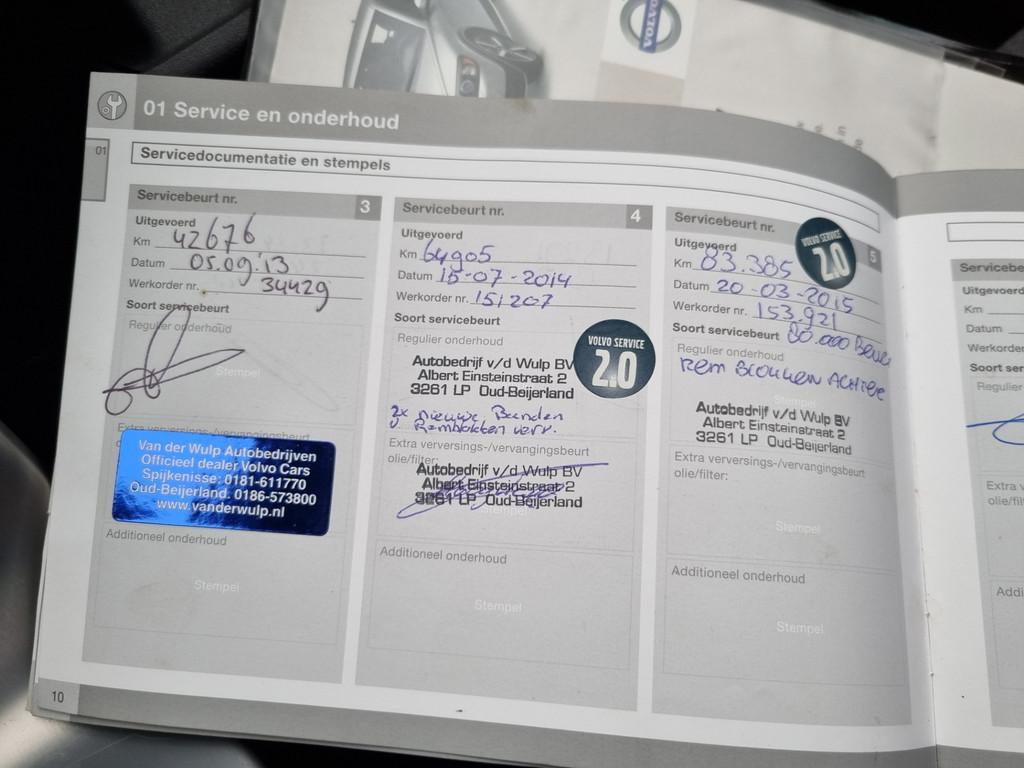 VOLVO
01 Service en onderhoud
01
Servicedocumentatie en stempels
Servicebeurt nr. 3
Uitgevoerd
Km 42676
Datum 05.09.'13
Werkorder nr. 34429
Soort servicebeurt
Regulier onderhoud
Stempel
Extra verversings-/vervangingsbeurt
Van der Wulp Autobedrijven
Officieel dealer Volvo Cars
Spijkenisse: 0181-611770
Oud-Beijerland. 0186-573800
www.vanderwulp.nl
Additioneel onderhoud
Stempel
Servicebeurt nr. 4
Uitgevoerd
Km 64905
Datum 15-07-2014
Werkorder nr. 151207
Soort servicebeurt
Regulier onderhoud
VOLVO SERVICE
2.0
Autobedrijf v/d Wulp BV
Albert Einsteinstraat 2
3261 LP Oud-Beijerland
2x nieuwe Banden
Remblokken verv.
Extra verversings-/vervangingsbeurt
olie/filter:
Autobedrijf v/d Wulp BV
Albert Einsteinstraat 2
3261 LP Oud-Beijerland
Additioneel onderhoud
Stempel
Servicebeurt nr. 5
VOLVO SERVICE
2.0
Uitgevoerd
Km 83.385
Datum 20-03-2015
Werkorder nr. 153.921
Soort servicebeurt 80.000
Regulier onderhoud
Rem Blokken Achter
Autobedrijf v/d Wulp BV
Albert Einsteinstraat 2
3261 LP Oud-Beijerland
Extra verversings-/vervangingsbeurt
olie/filter:
Stempel
Additioneel onderhoud
Stempel
Uitgevoerd
Km
Datum
Werkorder
Soort ser
Regulier
Extra v
olie/fil
Addi
10